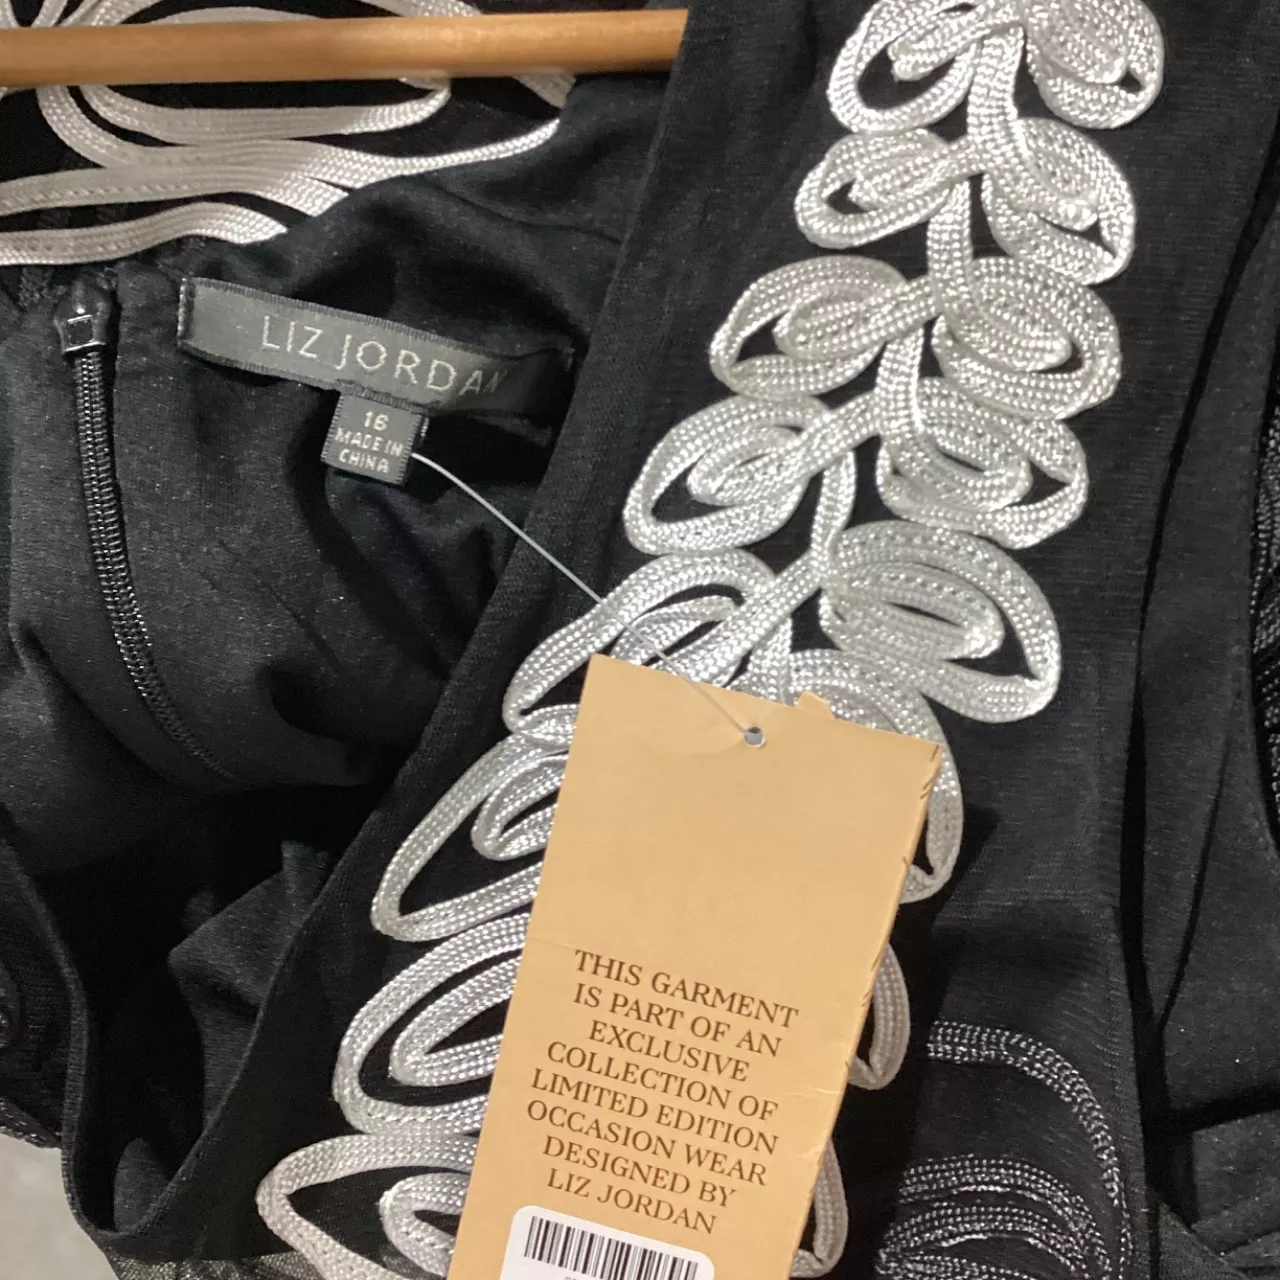 LIZ JORDAN
16
MADE IN
CHINA
THIS GARMENT
IS PART OF AN
EXCLUSIVE
COLLECTION OF
LIMITED EDITION
OCCASION WEAR
DESIGNED BY
LIZ JORDAN